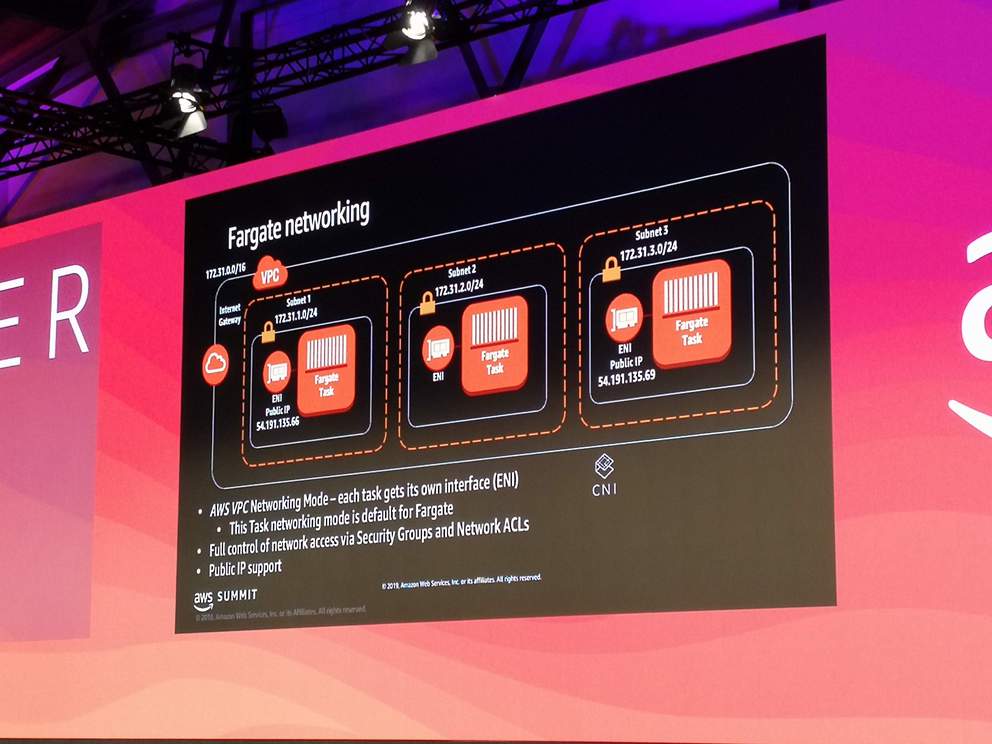 ER
Fargate networking
172.31.0.0/16
VPC
Internet
Gateway
Subnet 1
172.31.1.0/24
Fargate
Task
ENI
Public IP
54.191.135.66
Subnet 2
172.31.2.0/24
Fargate
Task
ENI
Subnet 3
172.31.3.0/24
Fargate
Task
ENI
Public IP
54.191.135.69
CNI
• AWS VPC Networking Mode – each task gets its own interface (ENI)
• This Task networking mode is default for Fargate
• Full control of network access via Security Groups and Network ACLs
• Public IP support
© 2019, Amazon Web Services, Inc. or its affiliates. All rights reserved.
aws SUMMIT
© 2018, Amazon Web Services, Inc. or its Affiliates. All rights reserved.
a